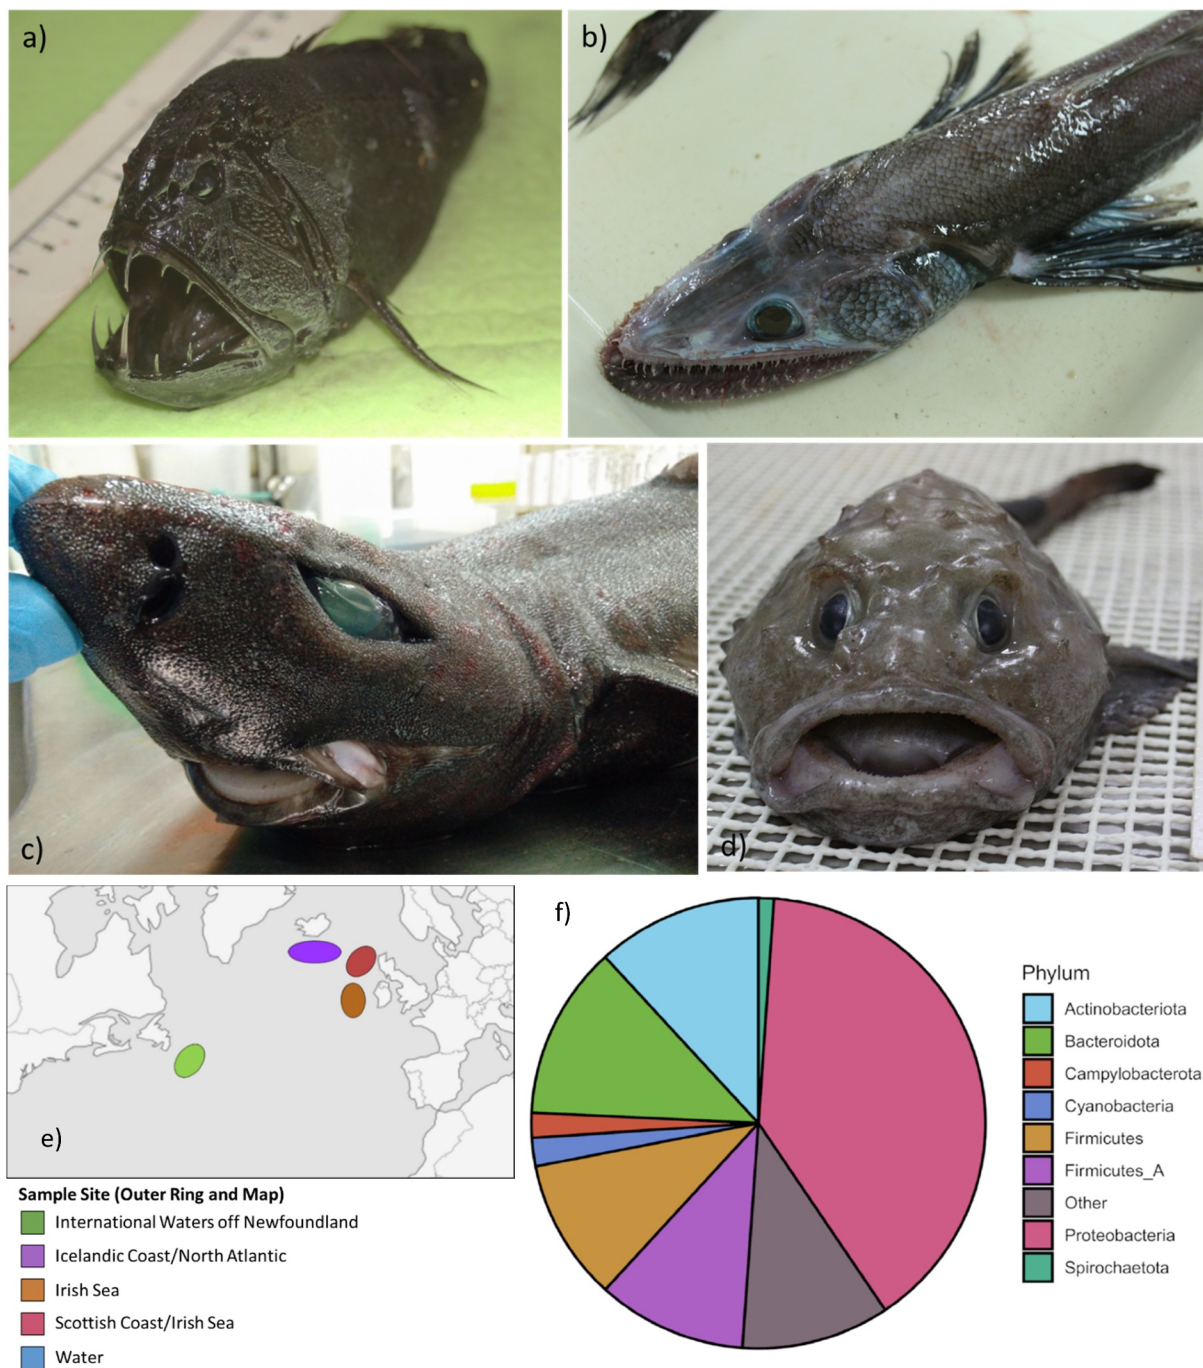 a)
b)
c)
d)
e)
Sample Site (Outer Ring and Map)
International Waters off Newfoundland
Icelandic Coast/North Atlantic
Irish Sea
Scottish Coast/Irish Sea
Water
f)
Phylum
Actinobacteriota
Bacteroidota
Campylobacterota
Cyanobacteria
Firmicutes
Firmicutes_A
Other
Proteobacteria
Spirochaetota